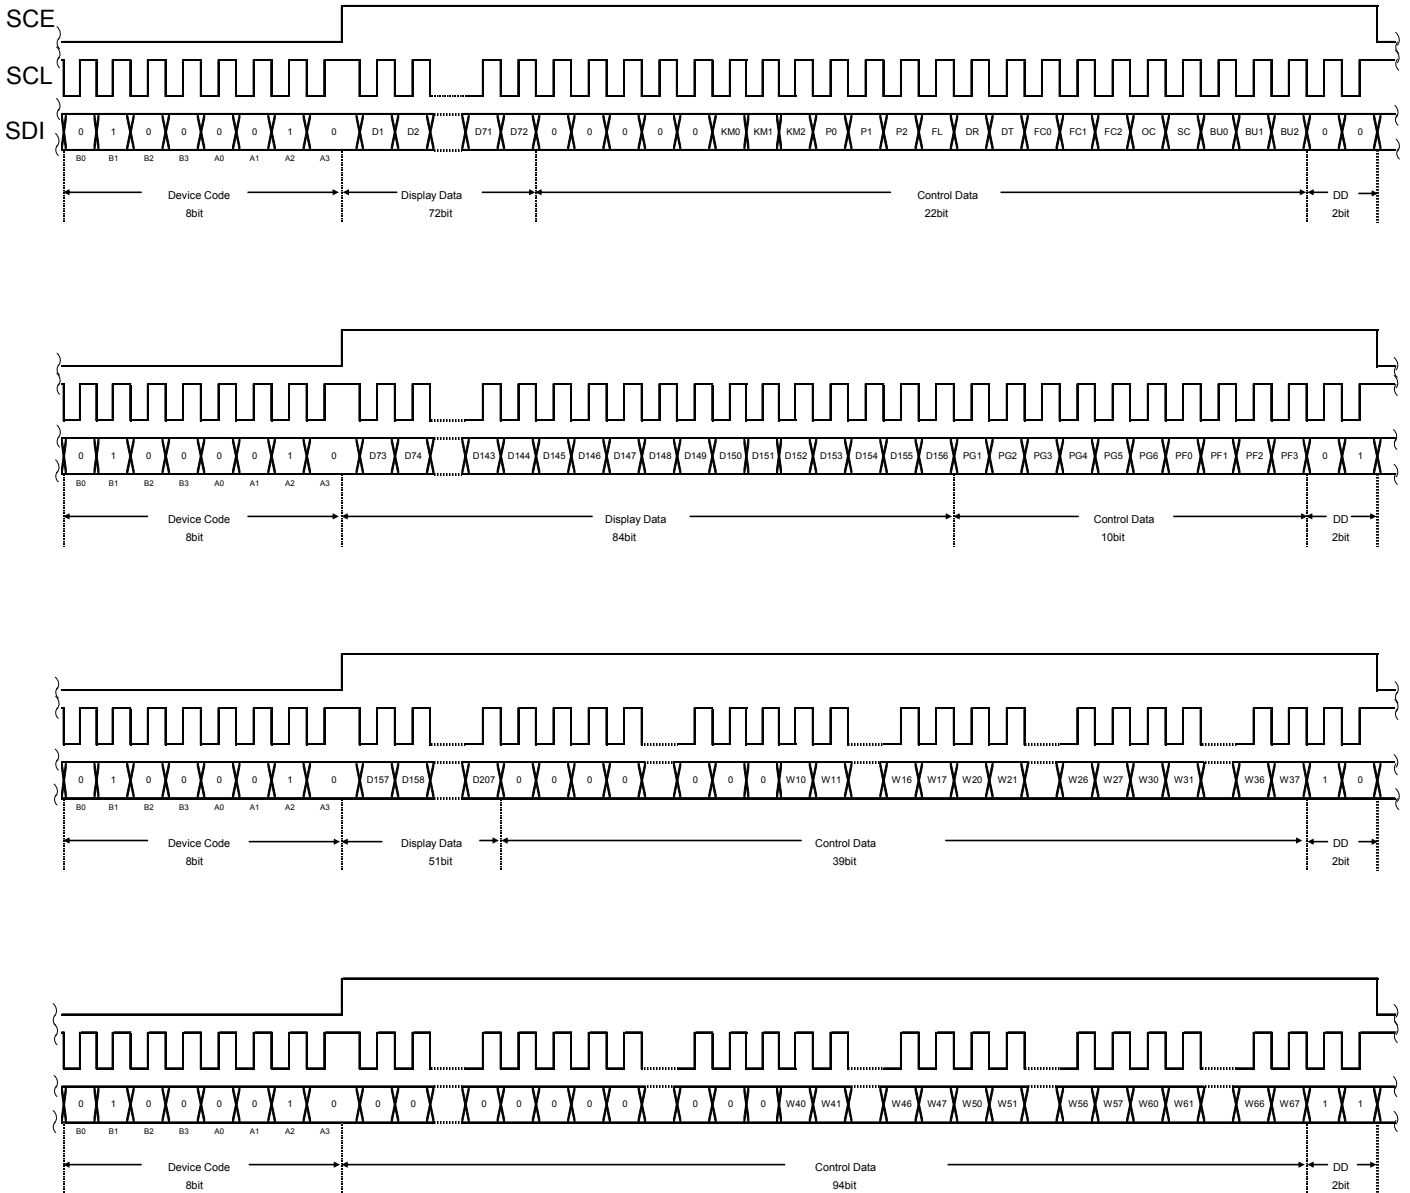 SCE
SCL
SDI 0 1 0 0 0 0 1 0 D1 D2 D71 D72 0 0 0 0 0 KM0 KM1 KM2 P0 P1 P2 FL DR DT FC0 FC1 FC2 OC SC BU0 BU1 BU2 0 0
B0 B1 B2 B3 A0 A1 A2 A3
Device Code Display Data Control Data DD
8bit 72bit 22bit 2bit
0 1 0 0 0 0 1 0 D73 D74 D143 D144 D145 D146 D147 D148 D149 D150 D151 D152 D153 D154 D155 D156 PG1 PG2 PG3 PG4 PG5 PG6 PF0 PF1 PF2 PF3 0 1
B0 B1 B2 B3 A0 A1 A2 A3
Device Code Display Data Control Data DD
8bit 84bit 10bit 2bit
0 1 0 0 0 0 1 0 D157 D158 D207 0 0 0 0 0 0 0 W10 W11 W16 W17 W20 W21 W26 W27 W30 W31 W36 W37 1 0
B0 B1 B2 B3 A0 A1 A2 A3
Device Code Display Data Control Data DD
8bit 51bit 39bit 2bit
0 1 0 0 0 0 1 0 0 0 0 0 0 0 0 0 0 0 W40 W41 W46 W47 W50 W51 W56 W57 W60 W61 W66 W67 1 1
B0 B1 B2 B3 A0 A1 A2 A3
Device Code Control Data DD
8bit 94bit 2bit